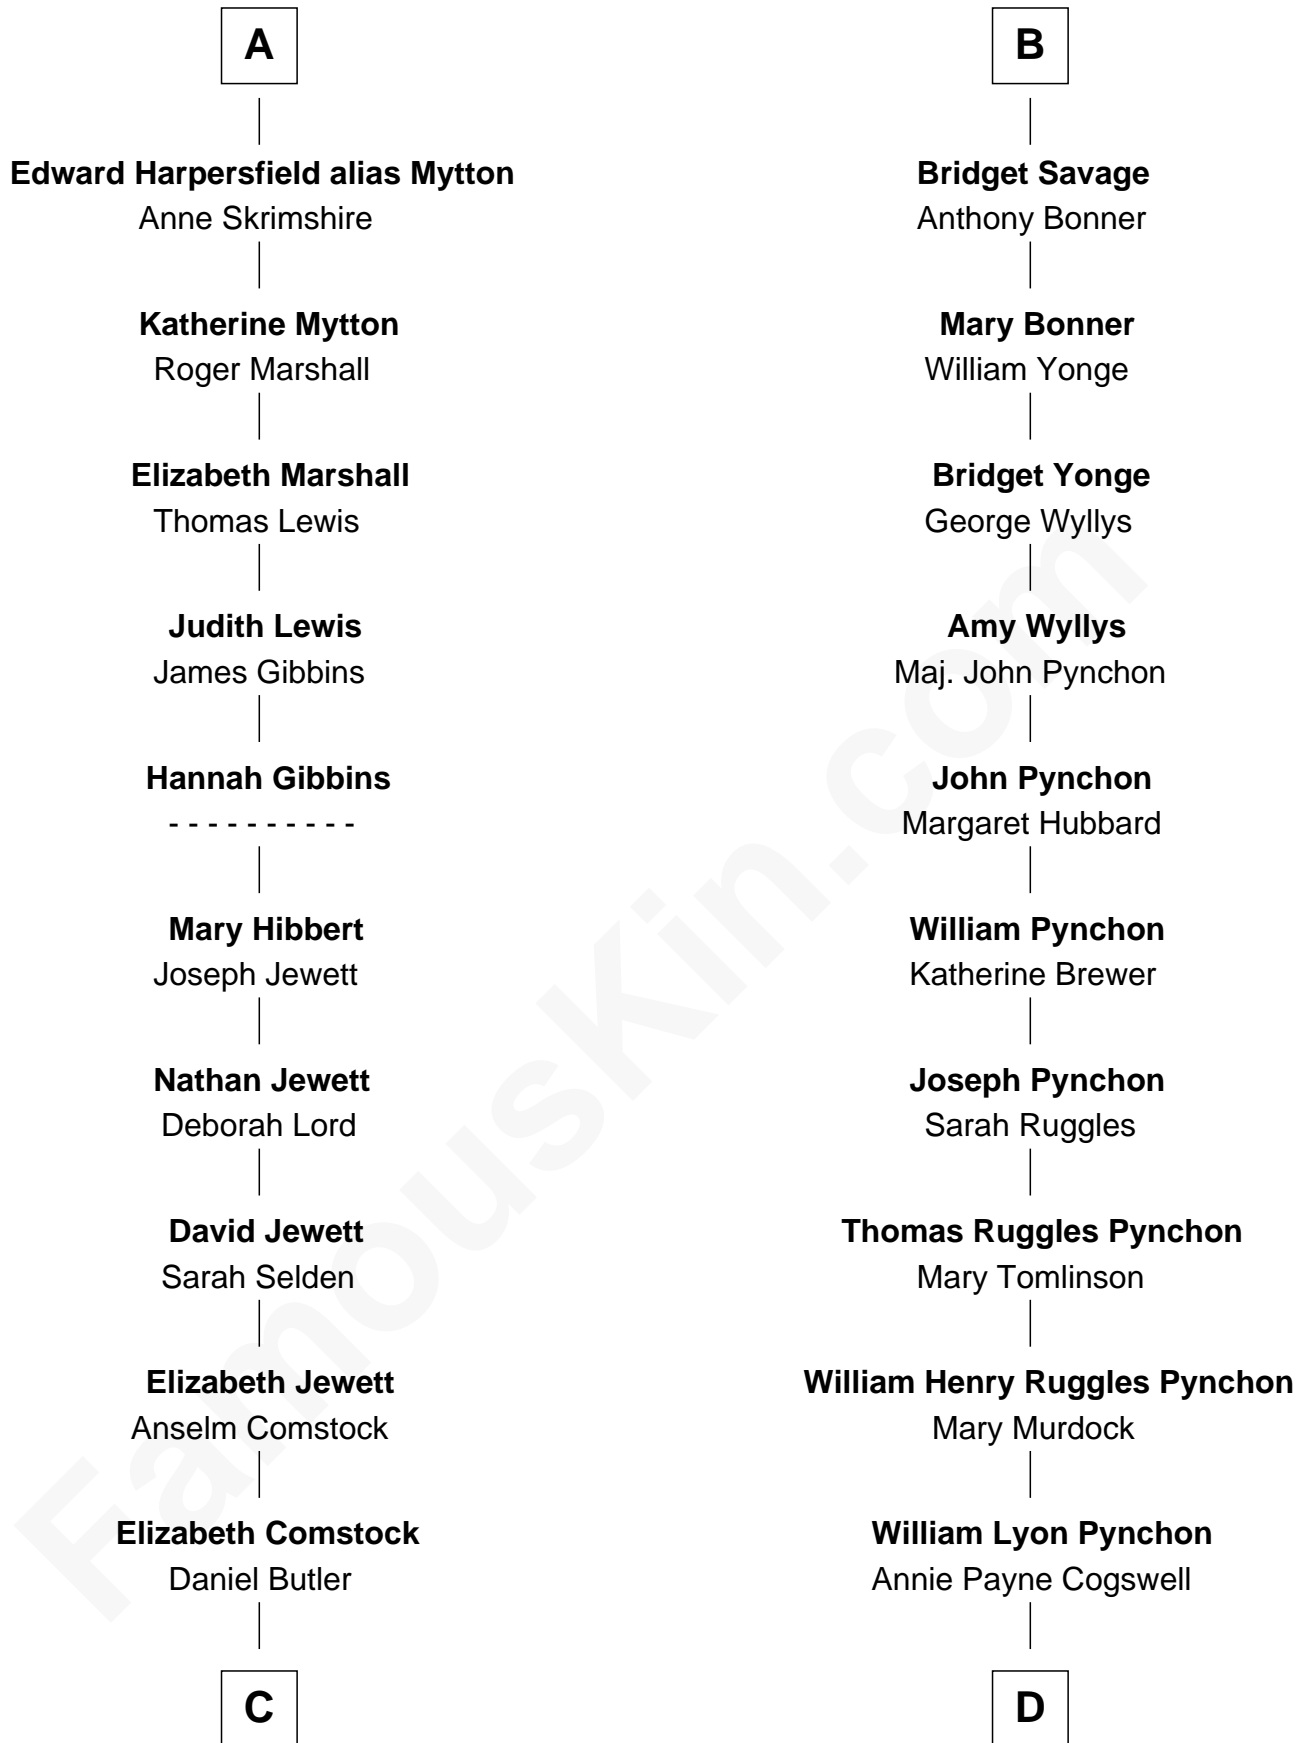 A
Edward Harpersfield alias Mytton
Anne Skrimshire
Katherine Mytton
Roger Marshall
Elizabeth Marshall
Thomas Lewis
Judith Lewis
James Gibbins
Hannah Gibbins
- - - - - - - - - -
Mary Hibbert
Joseph Jewett
Nathan Jewett
Deborah Lord
David Jewett
Sarah Selden
Elizabeth Jewett
Anselm Comstock
Elizabeth Comstock
Daniel Butler
C
B
Bridget Savage
Anthony Bonner
Mary Bonner
William Yonge
Bridget Yonge
George Wyllys
Amy Wyllys
Maj. John Pynchon
John Pynchon
Margaret Hubbard
William Pynchon
Katherine Brewer
Joseph Pynchon
Sarah Ruggles
Thomas Ruggles Pynchon
Mary Tomlinson
William Henry Ruggles Pynchon
Mary Murdock
William Lyon Pynchon
Annie Payne Cogswell
D
FamousKin.com